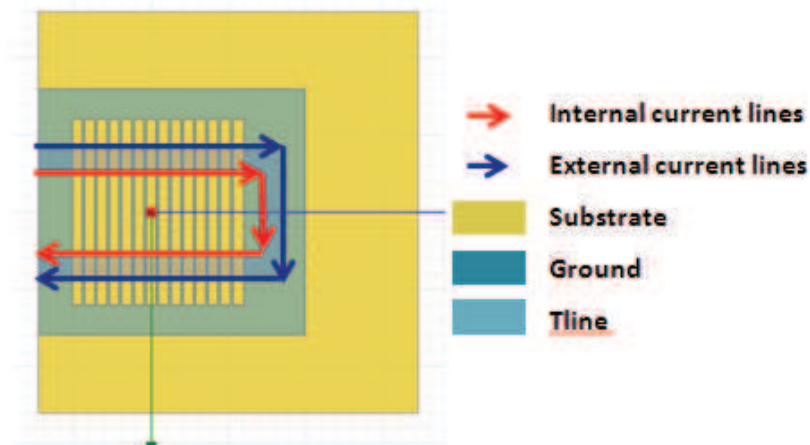 Internal current lines
External current lines
Substrate
Ground
Tline